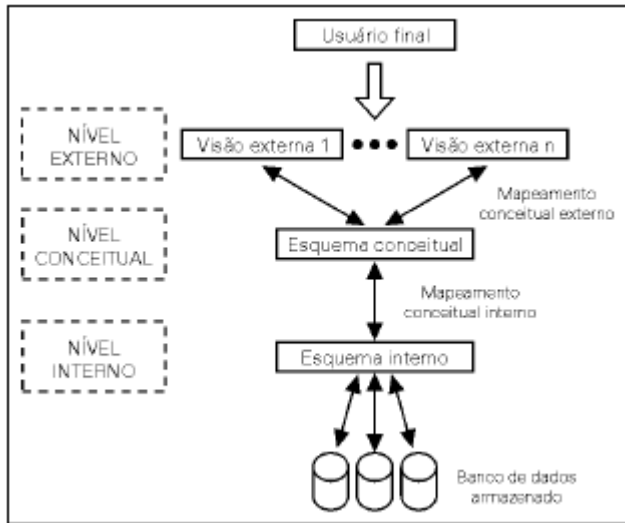 Usuário final
NÍVEL
EXTERNO
Visão externa 1
Visão externa n
Mapeamento
conceitual externo
NÍVEL
CONCEITUAL
Esquema conceitual
Mapeamento
conceitual interno
NÍVEL
INTERNO
Esquema interno
Banco de dados
armazenado